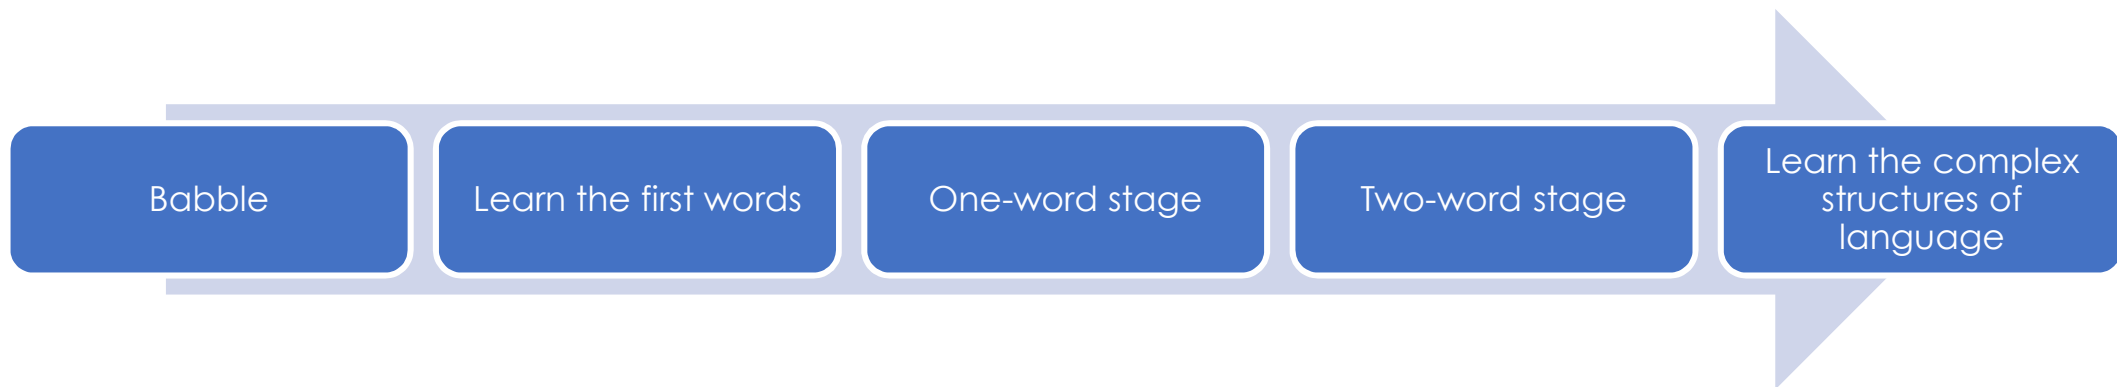 Babble
Learn the first words
One-word stage
Two-word stage
Learn the complex
structures of
language